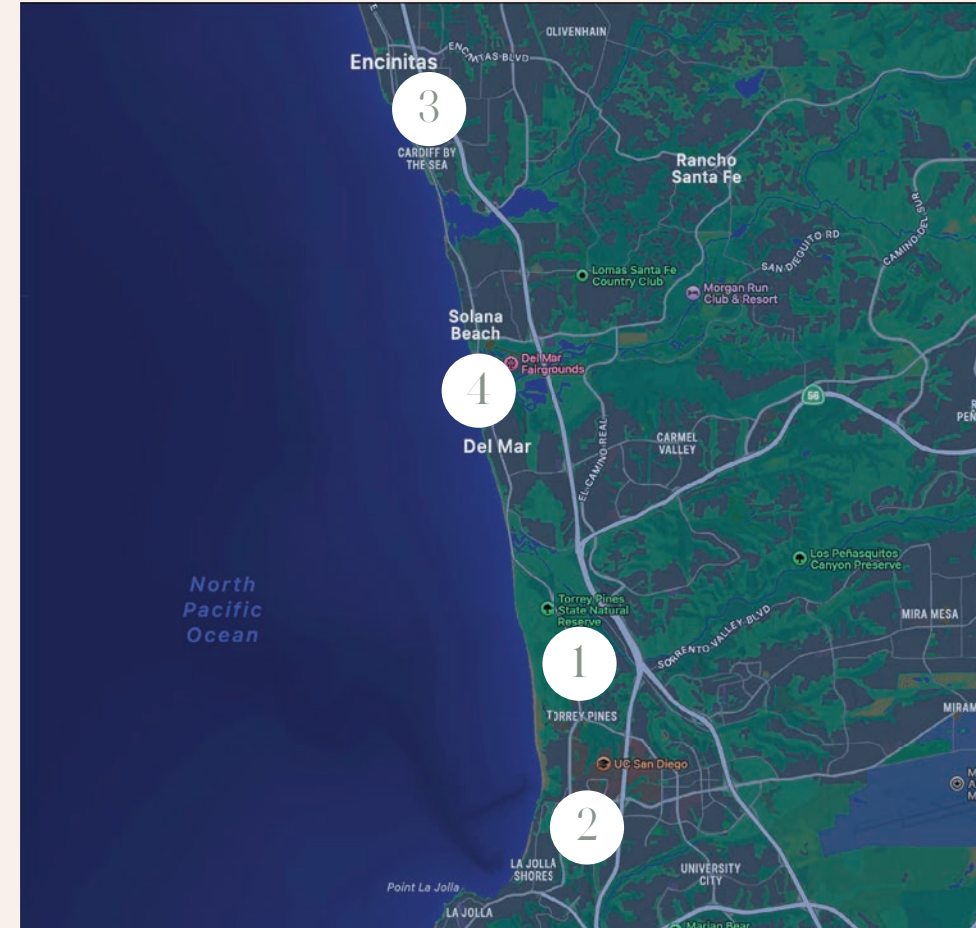 OLIVENHAIN
ENCINITAS BLVD
Encinitas
3
CARDIFF BY
THE SEA
Rancho
Santa Fe
CAMINO DEL SUR
SAN DIEGUITO RD
Lomas Santa Fe
Country Club
Morgan Run
Club & Resort
Solana
Beach
Del Mar
Fairgrounds
4
56
Del Mar
EL CAMINO REAL
CARMEL
VALLEY
Los Peñasquitos
Canyon Preserve
North
Pacific
Ocean
Torrey Pines
State Natural
Reserve
MIRA MESA
SORRENTO VALLEY BLVD
1
TORREY PINES
MIRAM
UC San Diego
2
LA JOLLA
SHORES
UNIVERSITY
CITY
Point La Jolla
LA JOLLA
Marian Bear